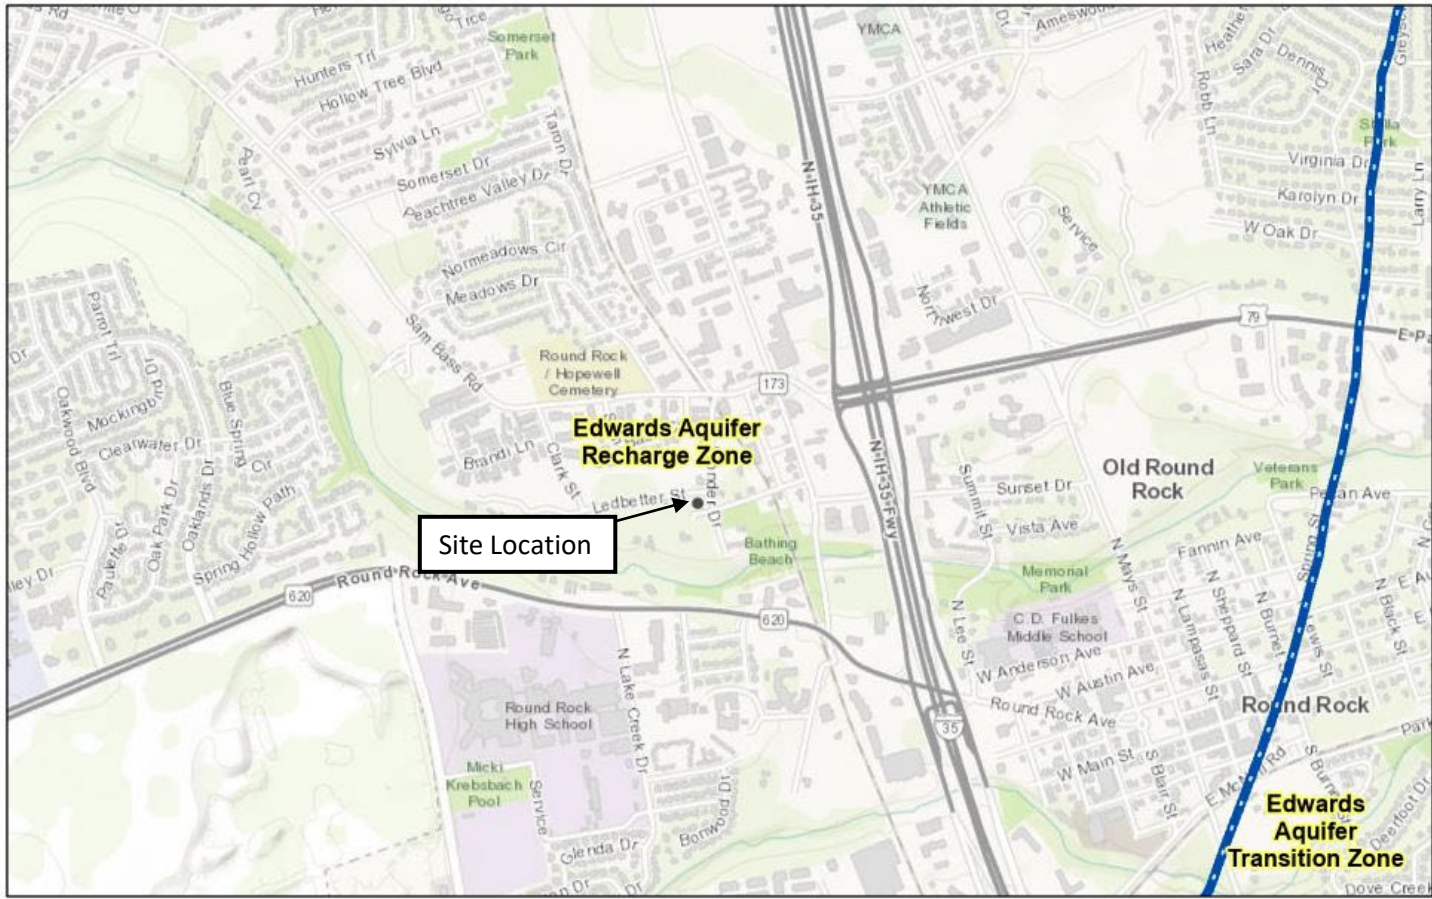 Somerset
Park
YMCA
Hunters Trl
Hollow Tree Blvd
Sylvia Ln
Somerset Dr
Peachtree Valley Dr
Taron Dr
Pearl Cv
N-IH-35
YMCA
Athletic
Fields
Service
Robb Ln
Sara Dr
Dennis
Dr
Virginia Dr
Karolyn Dr
W Oak Dr
Larry Ln
Normeadows Cir
Meadows Dr
Northwest Dr
79
Parrot Trl
Dr
Sam Bass Rd
Round Rock
/ Hopewell
Cemetery
173
Oakwood Blvd
Clearwater Dr
Blue Spring
Cir
Edwards Aquifer
Recharge Zone
Brandi Ln
Clark St
Ledbetter St
N-IH-35-Fwy
Old Round
Rock
Veterans
Park
Summit St
Sunset Dr
Vista Ave
Oak Park Dr
Oaklands Dr
Spring Hollow Path
Site Location
Bathing
Beach
Memorial
Park
Fannin Ave
Spring St
N Mays St
Round Rock Ave
620
620
C.D. Fulkes
Middle School
N Lee St
W Anderson Ave
W Austin Ave
Round Rock Ave
N Lampasas St
N Sheppard St
N Burnet
Lewis St
N Black St
Round Rock
N Lake Creek Dr
Round Rock
High School
35
W Main St
S Blair St
Micki
Krebsbach
Pool
Service
Bonwood Dr
Glenda Dr
Edwards
Aquifer
Transition Zone
Deerfoot Dr
Dove Creek